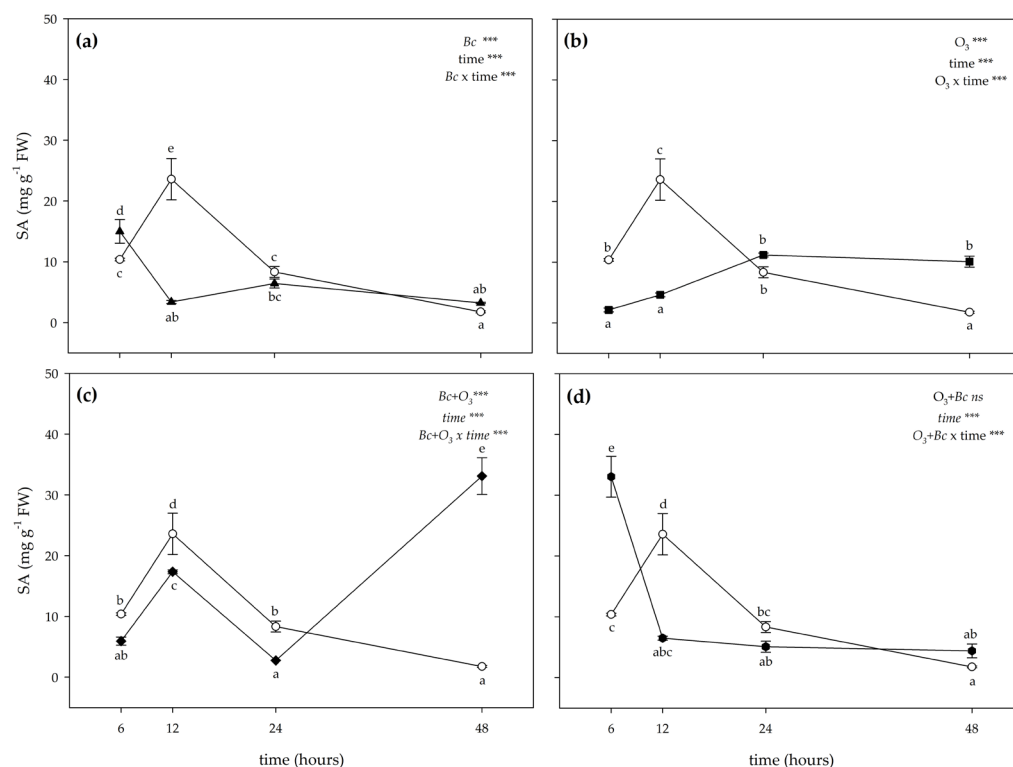 50
40
30
20
10
0
SA (mg g⁻¹ FW)
(a)
Bc ***
time ***
Bc x time ***
d
c
e
ab
c
bc
ab
a
(b)
O₃ ***
time ***
O₃ x time ***
b
a
c
a
b
b
b
a
50
40
30
20
10
0
SA (mg g⁻¹ FW)
(c)
Bc+O₃***
time ***
Bc+O₃ x time ***
b
ab
d
c
b
a
e
a
6
12
24
48
time (hours)
(d)
O₃+Bc ns
time ***
O₃+Bc x time ***
e
c
d
abc
bc
ab
ab
a
6
12
24
48
time (hours)